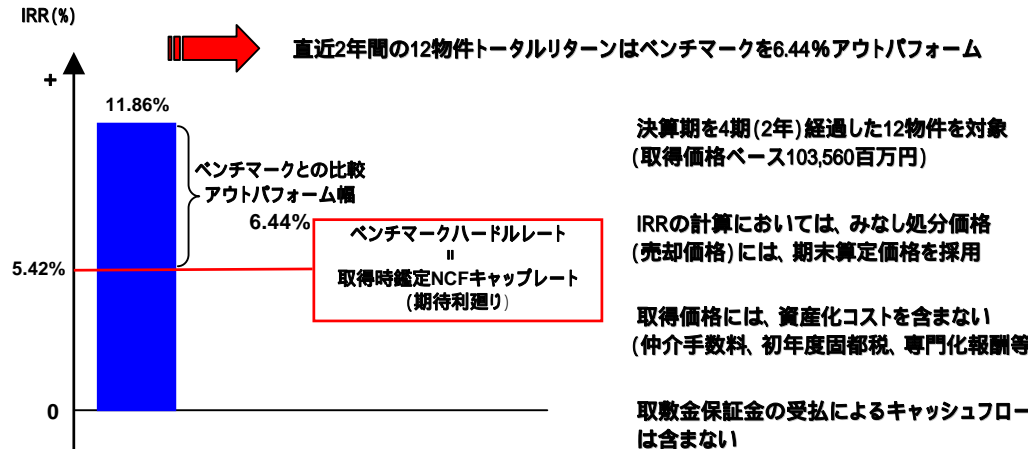 IRR(%)
直近2年間の12物件トータルリターンはベンチマークを6.44%アウトパフォーム
+
11.86%
ベンチマークとの比較
アウトパフォーム幅
6.44%
5.42%
ベンチマークハードルレート
=
取得時鑑定NCFキャップレート
(期待利廻り)
0
決算期を4期(2年)経過した12物件を対象
(取得価格ベース103,560百万円)
IRRの計算においては、みなし処分価格
(売却価格)には、期末算定価格を採用
取得価格には、資産化コストを含まない
(仲介手数料、初年度固都税、専門化報酬等
取敷金保証金の受払によるキャッシュフロー
は含まない